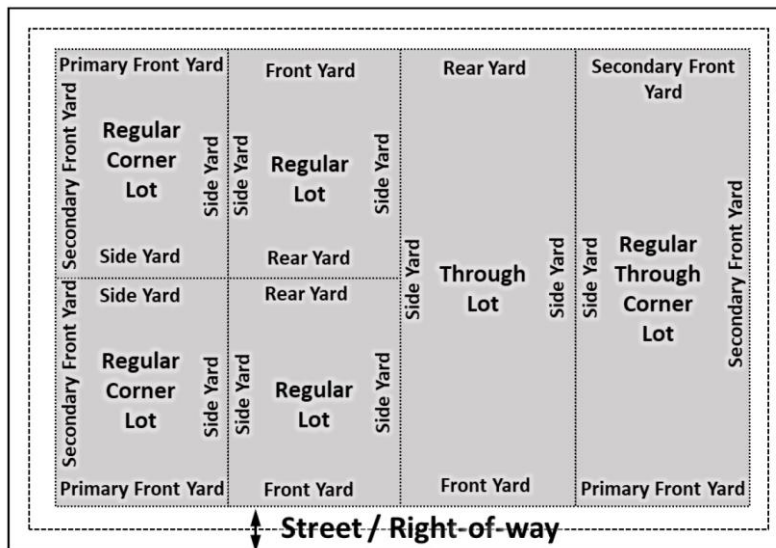 Primary Front Yard
Secondary Front Yard
Regular
Corner
Lot
Side Yard
Side Yard
Front Yard
Side Yard
Regular
Lot
Side Yard
Rear Yard
Rear Yard
Side Yard
Through
Lot
Side Yard
Front Yard
Secondary Front
Yard
Side Yard
Regular
Through
Corner
Lot
Secondary Front Yard
Primary Front Yard
Side Yard
Secondary Front Yard
Regular
Corner
Lot
Side Yard
Primary Front Yard
Rear Yard
Side Yard
Regular
Lot
Side Yard
Front Yard
Street / Right-of-way